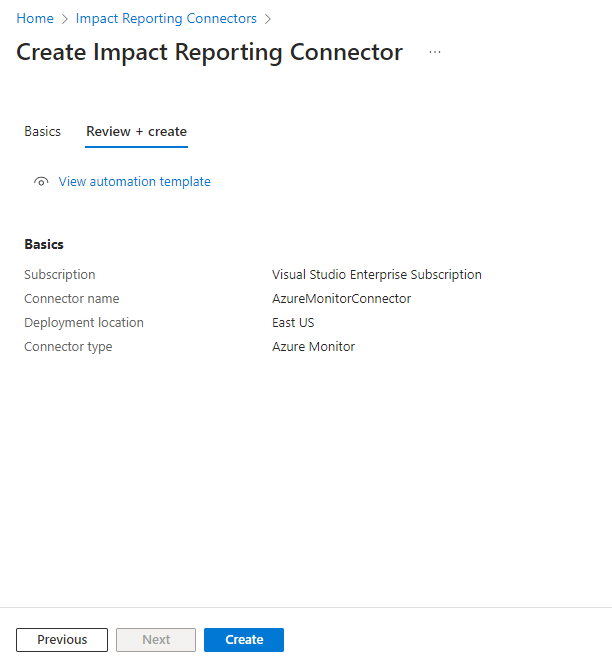 Home > Impact Reporting Connectors >
Create Impact Reporting Connector ...
Basics Review + create
View automation template
Basics
Subscription Visual Studio Enterprise Subscription
Connector name AzureMonitorConnector
Deployment location East US
Connector type Azure Monitor
Previous Next Create